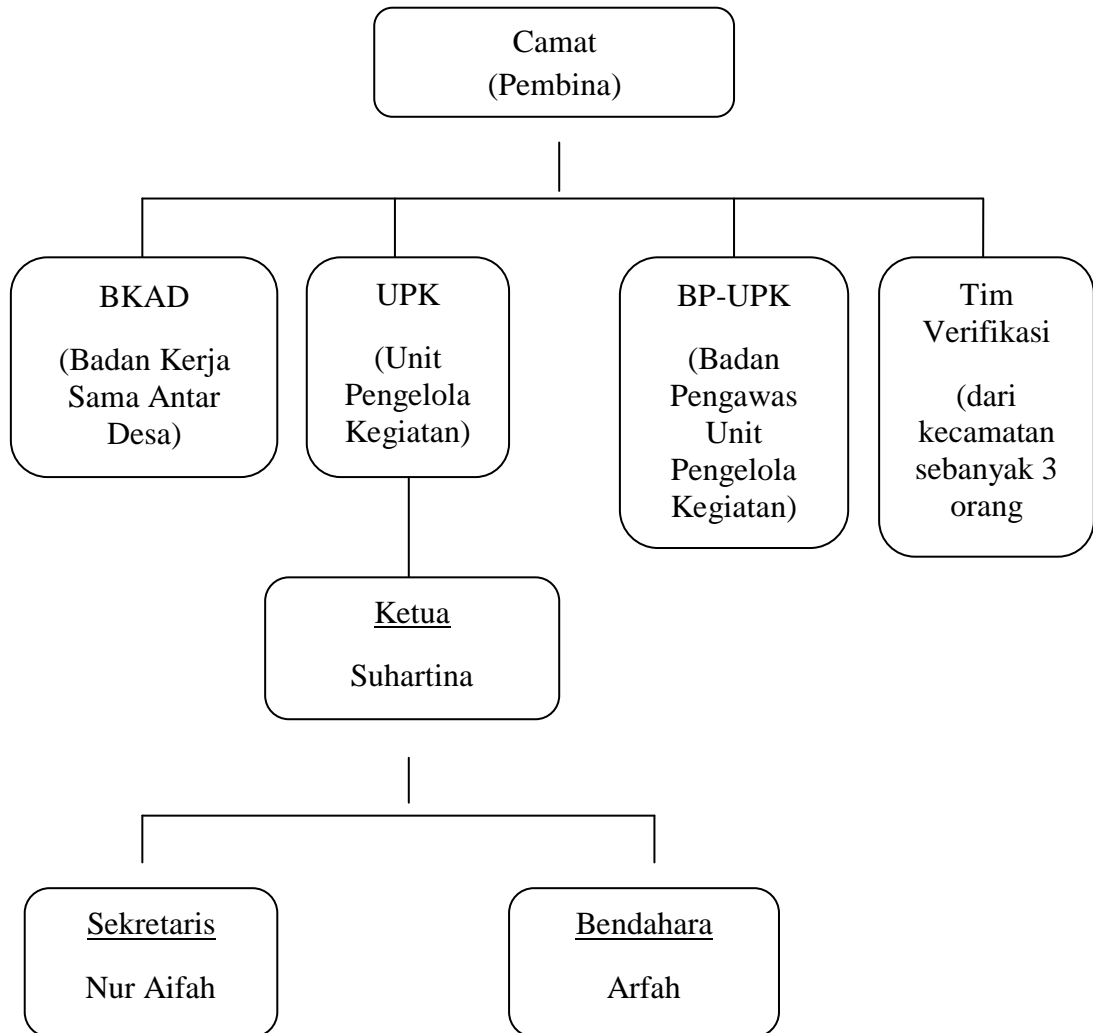 Camat
(Pembina)
BKAD
(Badan Kerja
Sama Antar
Desa)
UPK
(Unit
Pengelola
Kegiatan)
BP-UPK
(Badan
Pengawas
Unit
Pengelola
Kegiatan)
Tim
Verifikasi
(dari
kecamatan
sebanyak 3
orang
Ketua
Suhartina
Sekretaris
Nur Aifah
Bendahara
Arfah